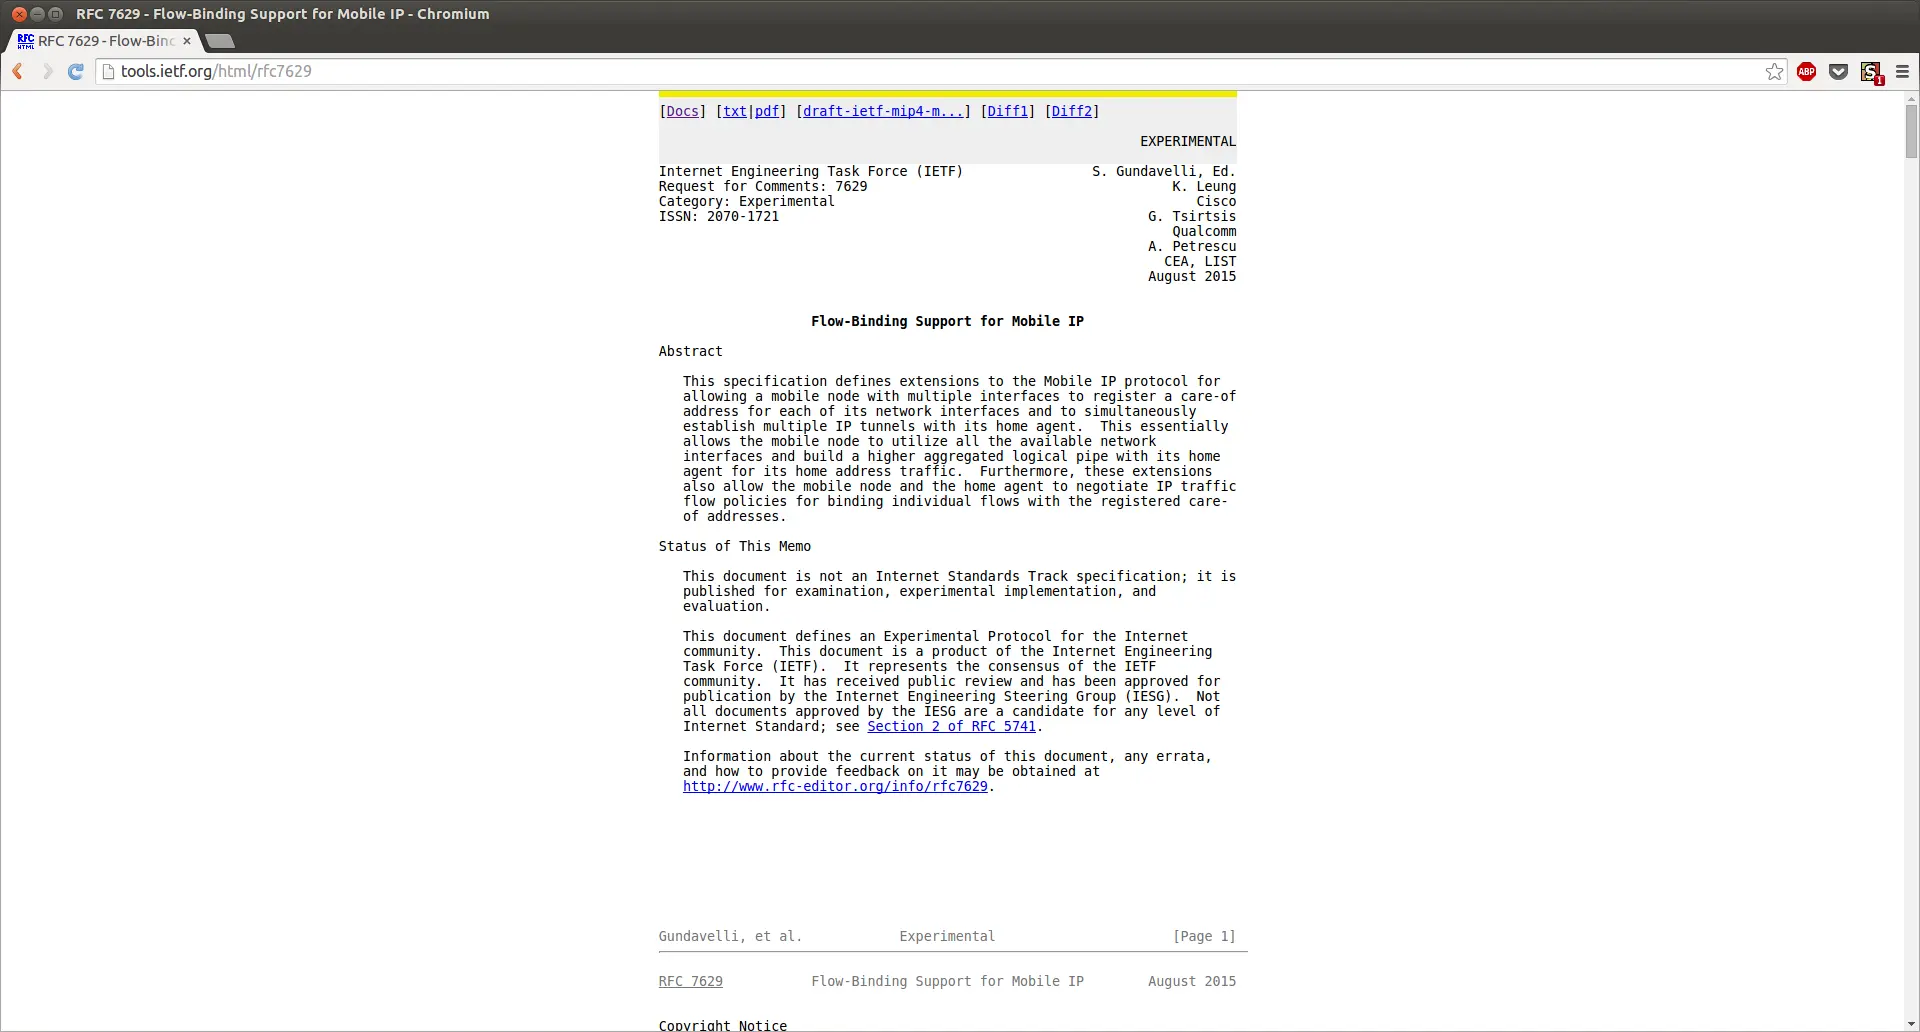 RFC 7629 - Flow-Binding Support for Mobile IP - Chromium
RFC HTML RFC 7629 - Flow-Binc ×
tools.ietf.org/html/rfc7629 ABP S 1
[Docs] [txt|pdf] [draft-ietf-mip4-m...] [Diff1] [Diff2]
EXPERIMENTAL
Internet Engineering Task Force (IETF) S. Gundavelli, Ed.
Request for Comments: 7629 K. Leung
Category: Experimental Cisco
ISSN: 2070-1721 G. Tsirtsis
Qualcomm
A. Petrescu
CEA, LIST
August 2015
Flow-Binding Support for Mobile IP
Abstract
This specification defines extensions to the Mobile IP protocol for
allowing a mobile node with multiple interfaces to register a care-of
address for each of its network interfaces and to simultaneously
establish multiple IP tunnels with its home agent.  This essentially
allows the mobile node to utilize all the available network
interfaces and build a higher aggregated logical pipe with its home
agent for its home address traffic.  Furthermore, these extensions
also allow the mobile node and the home agent to negotiate IP traffic
flow policies for binding individual flows with the registered care-
of addresses.
Status of This Memo
This document is not an Internet Standards Track specification; it is
published for examination, experimental implementation, and
evaluation.
This document defines an Experimental Protocol for the Internet
community.  This document is a product of the Internet Engineering
Task Force (IETF).  It represents the consensus of the IETF
community.  It has received public review and has been approved for
publication by the Internet Engineering Steering Group (IESG).  Not
all documents approved by the IESG are a candidate for any level of
Internet Standard; see Section 2 of RFC 5741.
Information about the current status of this document, any errata,
and how to provide feedback on it may be obtained at
http://www.rfc-editor.org/info/rfc7629.
Gundavelli, et al. Experimental [Page 1]
RFC 7629 Flow-Binding Support for Mobile IP August 2015
Copyright Notice